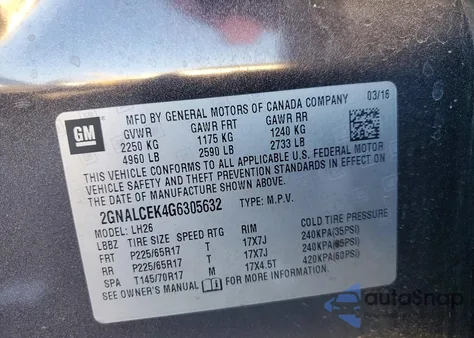 GM
MFD BY GENERAL MOTORS OF CANADA COMPANY
03/16
GVWR GAWR FRT GAWR RR
2250 KG 1175 KG 1240 KG
4960 LB 2590 LB 2733 LB
THIS VEHICLE CONFORMS TO ALL APPLICABLE U.S. FEDERAL MOTOR
VEHICLE SAFETY AND THEFT PREVENTION STANDARDS IN EFFECT ON
THE DATE OF MANUFACTURE SHOWN ABOVE.
2GNALCEK4G6305632 TYPE: M.P.V.
MODEL: LH26
LBBZ TIRE SIZE SPEED RTG RIM COLD TIRE PRESSURE
FRT P225/65R17 T 17X7J 240KPA(35PSI)
RR P225/65R17 T 17X7J 240KPA(35PSI)
SPA T145/70R17 M 17X4.5T 420KPA(60PSI)
SEE OWNER'S MANUAL FOR ADDITIONAL INFORMATION.
autoSnap